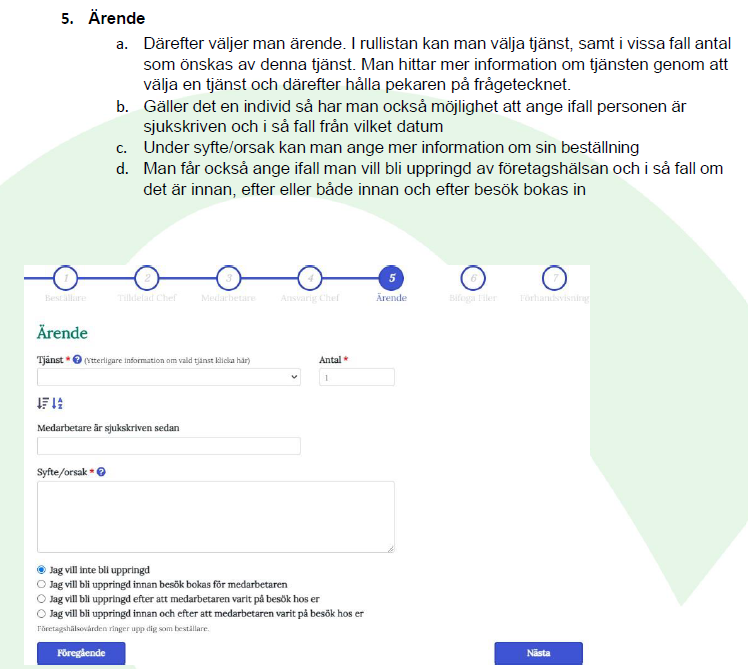 5. Ärende
a. Därefter väljer man ärende. I rullistan kan man välja tjänst, samt i vissa fall antal
som önskas av denna tjänst. Man hittar mer information om tjänsten genom att
välja en tjänst och därefter hålla pekaren på frågetecknet.
b. Gäller det en individ så har man också möjlighet att ange ifall personen är
sjukskriven och i så fall från vilket datum
c. Under syfte/orsak kan man ange mer information om sin beställning
d. Man får också ange ifall man vill bli uppringd av företagshälsan och i så fall om
det är innan, efter eller både innan och efter besök bokas in
1 2 3 4 5 6 7
Beställare Tilldelad Chef Medarbetare Ansvarig Chef Ärende Bifoga Filer Förhandsvisning
Ärende
Tjänst * ? (Ytterligare information om vald tjänst klicka här) Antal *
1
Medarbetare är sjukskriven sedan
Syfte/orsak * ?
Jag vill inte bli uppringd
Jag vill bli uppringd innan besök bokas för medarbetaren
Jag vill bli uppringd efter att medarbetaren varit på besök hos er
Jag vill bli uppringd innan och efter att medarbetaren varit på besök hos er
Företagshälsovården ringer upp dig som beställare.
Föregående Nästa